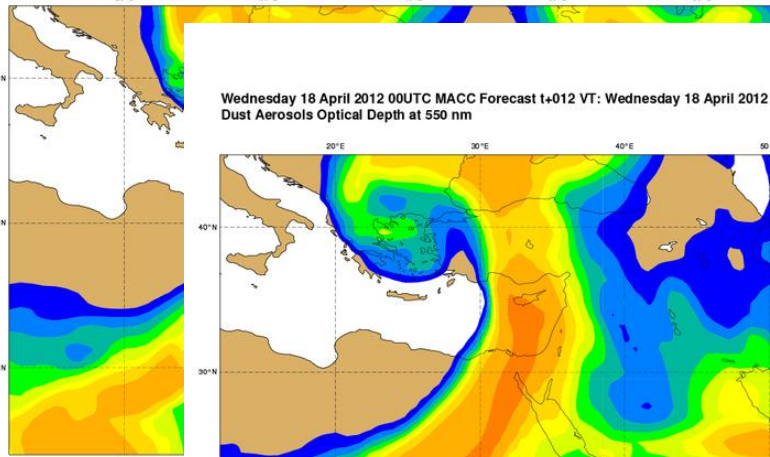 Wednesday 18 April 2012 00UTC MACC Forecast t+012 VT: Wednesday 18 April 2012
Dust Aerosols Optical Depth at 550 nm
20°E 30°E 40°E 50
40°N
30°N
N
N
N